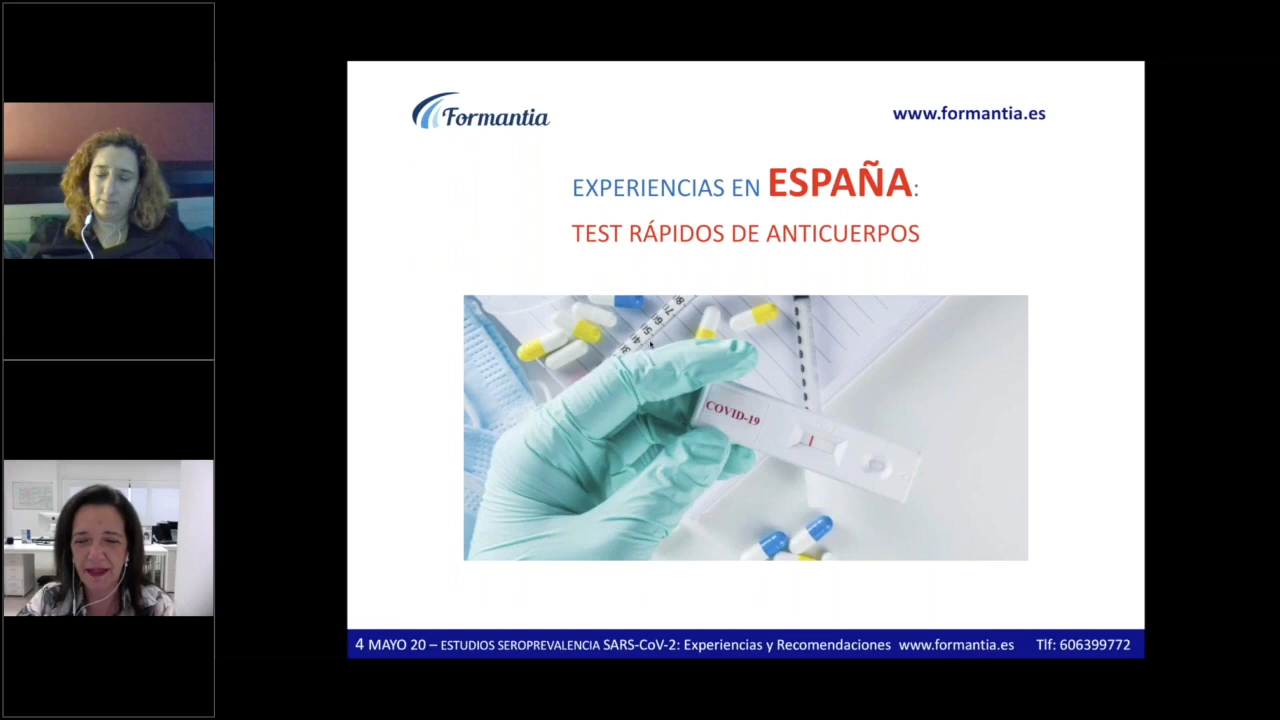 Formantia
www.formantia.es
EXPERIENCIAS EN ESPAÑA:
TEST RÁPIDOS DE ANTICUERPOS
COVID-19
4 MAYO 20 – ESTUDIOS SEROPREVALENCIA SARS-CoV-2: Experiencias y Recomendaciones www.formantia.es Tlf: 606399772